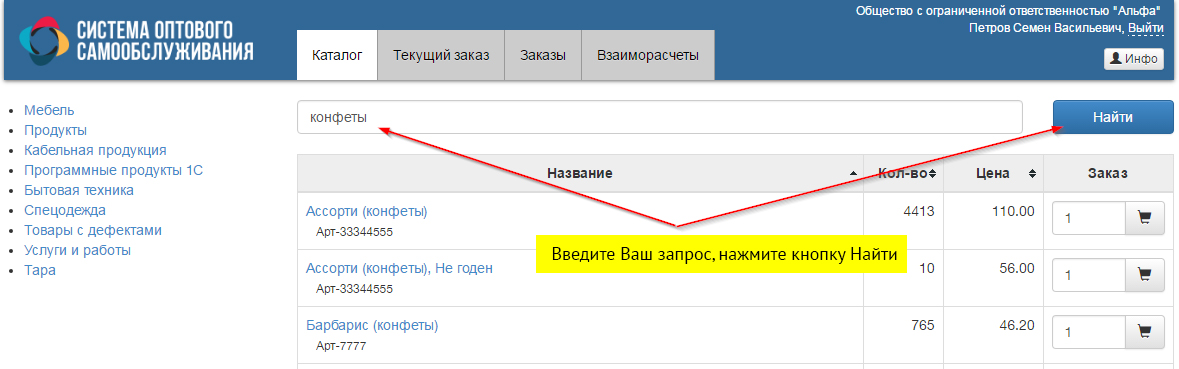 СИСТЕМА ОПТОВОГО
САМООБСЛУЖИВАНИЯ
Общество с ограниченной ответственностью "Альфа"
Петров Семен Васильевич, Выйти
Инфо
Каталог
Текущий заказ
Заказы
Взаиморасчеты
Мебель
Продукты
Кабельная продукция
Программные продукты 1С
Бытовая техника
Спецодежда
Товары с дефектами
Услуги и работы
Тара
конфеты
Найти
Название Кол-во Цена Заказ
Ассорти (конфеты) 4413 110.00 1
Арт-33344555
Введите Ваш запрос, нажмите кнопку Найти
Ассорти (конфеты), Не годен 10 56.00 1
Арт-33344555
Барбарис (конфеты) 765 46.20 1
Арт-7777